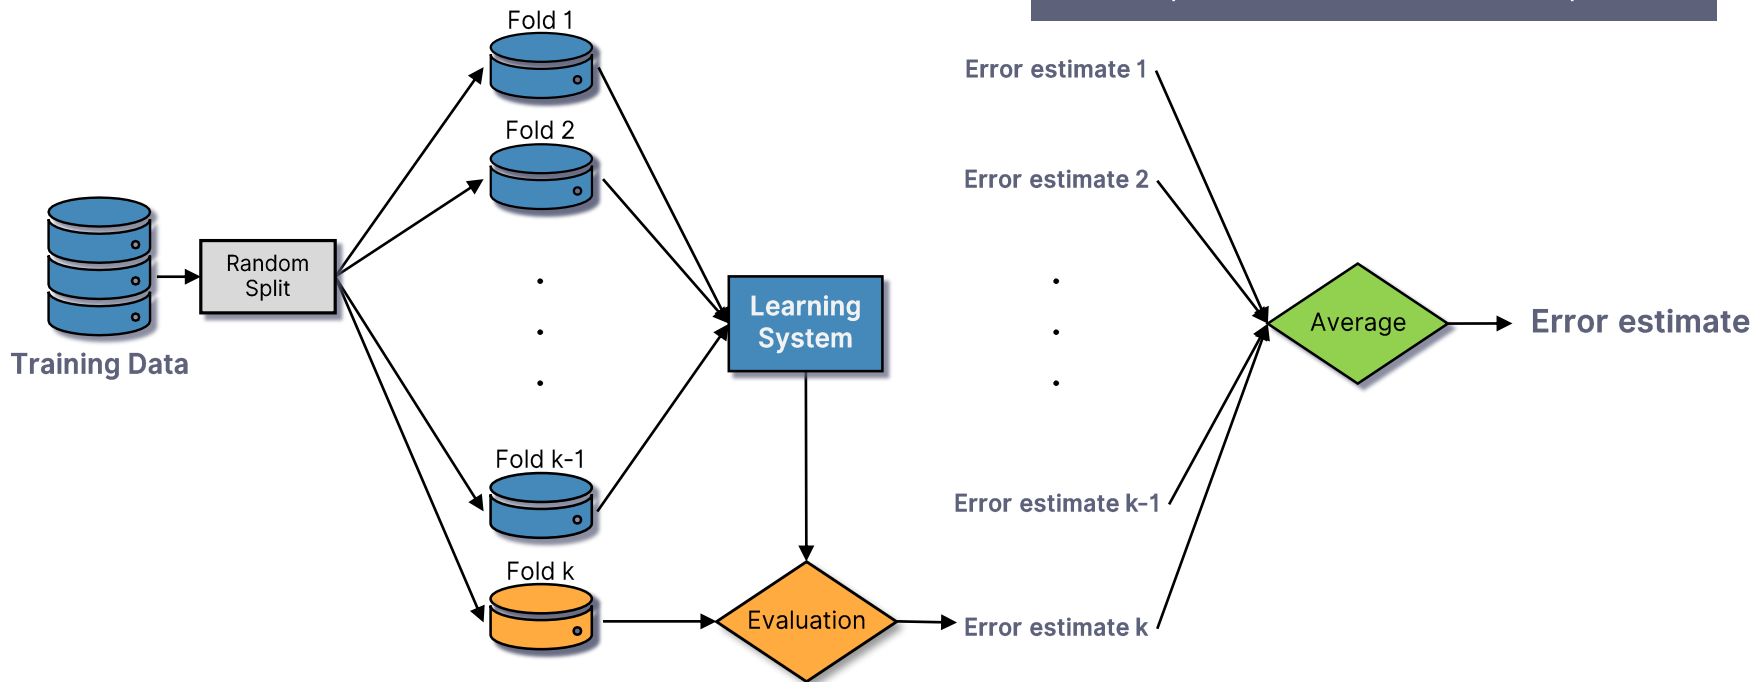 Fold 1
Error estimate 1
Fold 2
Error estimate 2
Random
Split
Learning
System
Average
Error estimate
Training Data
Fold k-1
Error estimate k-1
Fold k
Evaluation
Error estimate k